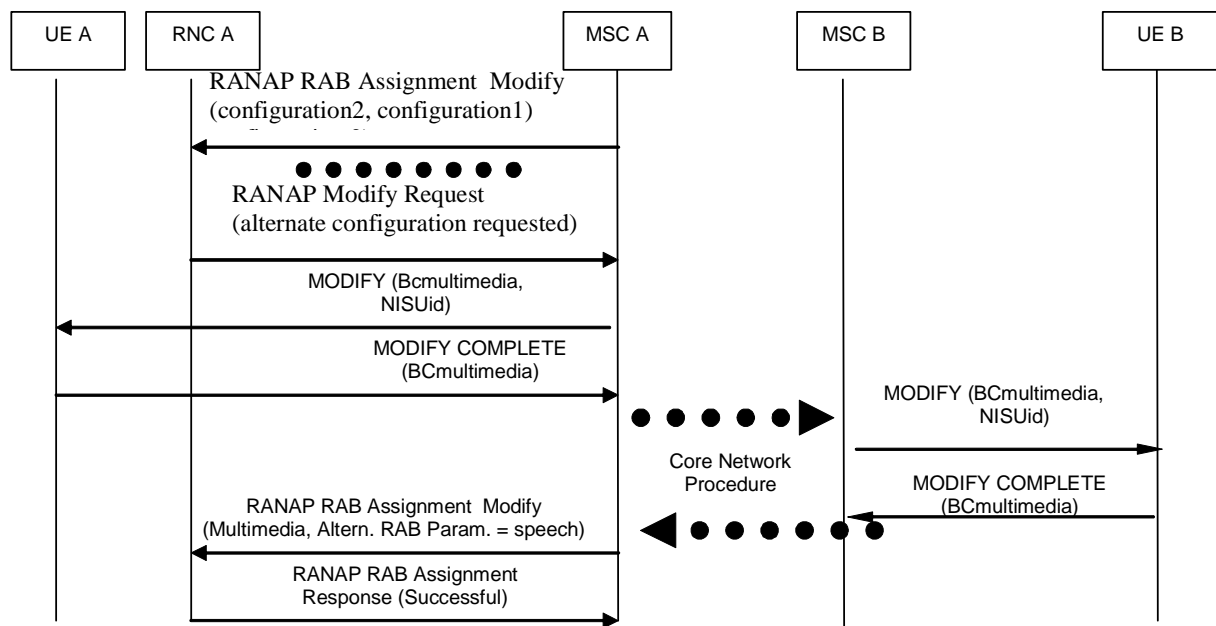 UE A
RNC A
MSC A
MSC B
UE B
RANAP RAB Assignment Modify
(configuration2, configuration1)
RANAP Modify Request
(alternate configuration requested)
MODIFY (Bcmultimedia,
NISUid)
MODIFY COMPLETE
(BCmultimedia)
MODIFY (BCmultimedia,
NISUid)
Core Network
Procedure
MODIFY COMPLETE
(BCmultimedia)
RANAP RAB Assignment Modify
(Multimedia, Altern. RAB Param. = speech)
RANAP RAB Assignment
Response (Successful)